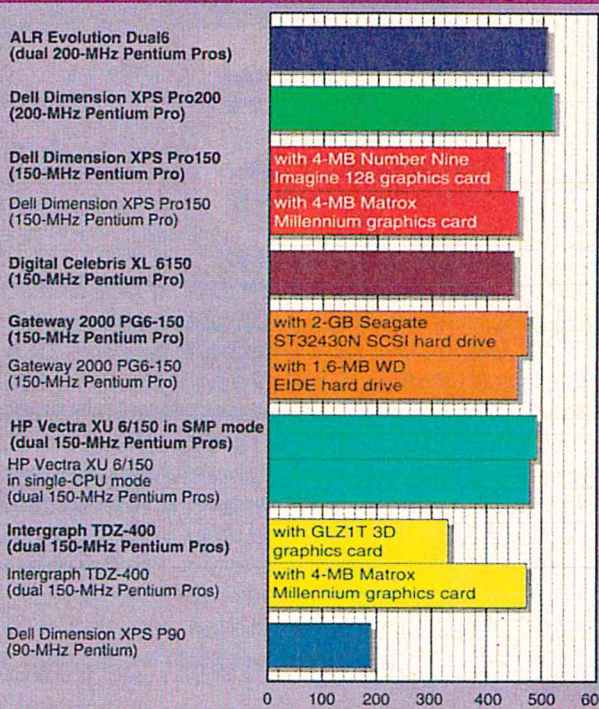 ALR Evolution Dual6
(dual 200-MHz Pentium Pros)
Dell Dimension XPS Pro200
(200-MHz Pentium Pro)
Dell Dimension XPS Pro150
(150-MHz Pentium Pro)
with 4-MB Number Nine
Imagine 128 graphics card
Dell Dimension XPS Pro150
(150-MHz Pentium Pro)
with 4-MB Matrox
Millennium graphics card
Digital Celebris XL 6150
(150-MHz Pentium Pro)
Gateway 2000 PG6-150
(150-MHz Pentium Pro)
with 2-GB Seagate
ST32430N SCSI hard drive
Gateway 2000 PG6-150
(150-MHz Pentium Pro)
with 1.6-MB WD
EIDE hard drive
HP Vectra XU 6/150 in SMP mode
(dual 150-MHz Pentium Pros)
HP Vectra XU 6/150
in single-CPU mode
(dual 150-MHz Pentium Pros)
Intergraph TDZ-400
(dual 150-MHz Pentium Pros)
with GLZ1T 3D
graphics card
Intergraph TDZ-400
(dual 150-MHz Pentium Pros)
with 4-MB Matrox
Millennium graphics card
Dell Dimension XPS P90
(90-MHz Pentium)
0 100 200 300 400 500 60